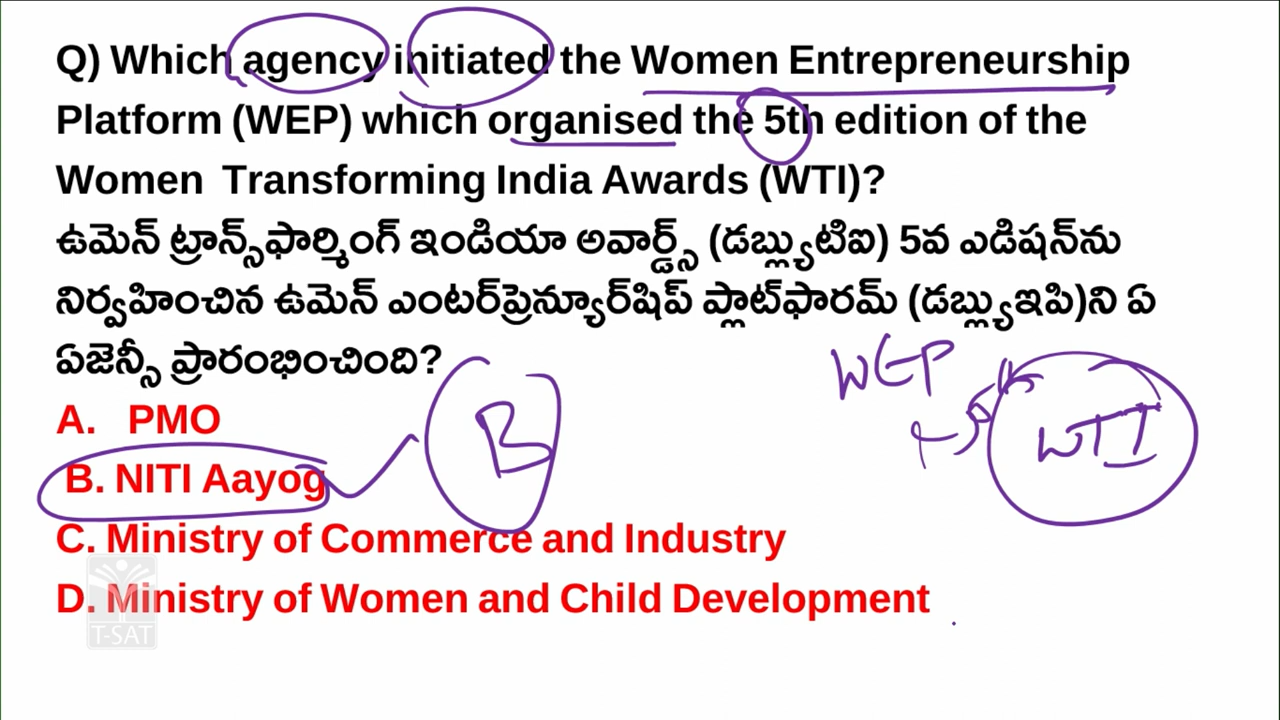 Q) Which agency initiated the Women Entrepreneurship
Platform (WEP) which organised the 5th edition of the
Women Transforming India Awards (WTI)?
ఉమెన్ ట్రాన్స్‌ఫార్మింగ్ ఇండియా అవార్డ్స్ (డబ్ల్యుటిఐ) 5వ ఎడిషన్‌ను
నిర్వహించిన ఉమెన్ ఎంటర్‌ప్రెన్యూర్‌షిప్ ప్లాట్‌ఫారమ్ (డబ్ల్యుఇపి)ని ఏ
ఏజెన్సీ ప్రారంభించింది?
WEP
5th
WTI
A. PMO
B
B. NITI Aayog
C. Ministry of Commerce and Industry
D. Ministry of Women and Child Development
T-SAT